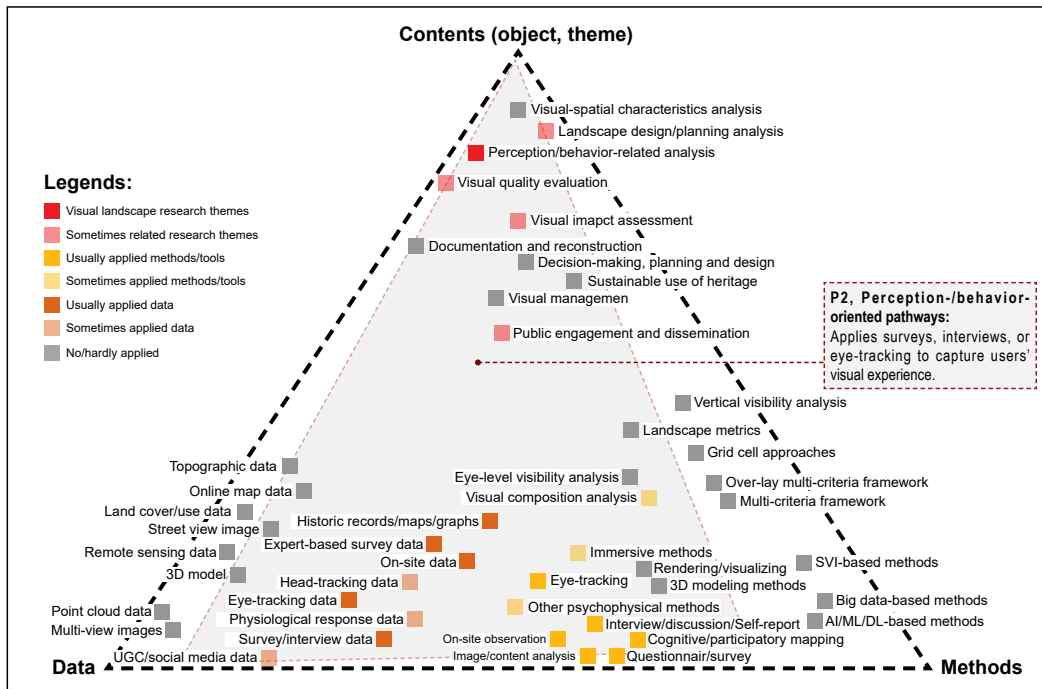 Contents (object, theme)
Visual-spatial characteristics analysis
Landscape design/planning analysis
Perception/behavior-related analysis
Legends:
Visual quality evaluation
Visual landscape research themes
Visual imapct assessment
Sometimes related research themes
Documentation and reconstruction
Usually applied methods/tools
Decision-making, planning and design
Sometimes applied methods/tools
Sustainable use of heritage
Usually applied data
Visual managemen
Sometimes applied data
Public engagement and dissemination
No/hardly applied
P2, Perception-/behavior-
oriented pathways:
Applies surveys, interviews, or
eye-tracking to capture users'
visual experience.
Vertical visibility analysis
Landscape metrics
Grid cell approaches
Topographic data
Eye-level visibility analysis
Over-lay multi-criteria framework
Online map data
Visual composition analysis
Multi-criteria framework
Land cover/use data
Historic records/maps/graphs
Street view image
Expert-based survey data
Remote sensing data
Immersive methods
On-site data
SVI-based methods
Rendering/visualizing
3D model
Head-tracking data
Eye-tracking
3D modeling methods
Eye-tracking data
Big data-based methods
Point cloud data
Other psychophysical methods
Physiological response data
AI/ML/DL-based methods
Multi-view images
Interview/discussion/Self-report
Survey/interview data
On-site observation
Cognitive/participatory mapping
UGC/social media data
Image/content analysis
Questionnair/survey
Data
Methods